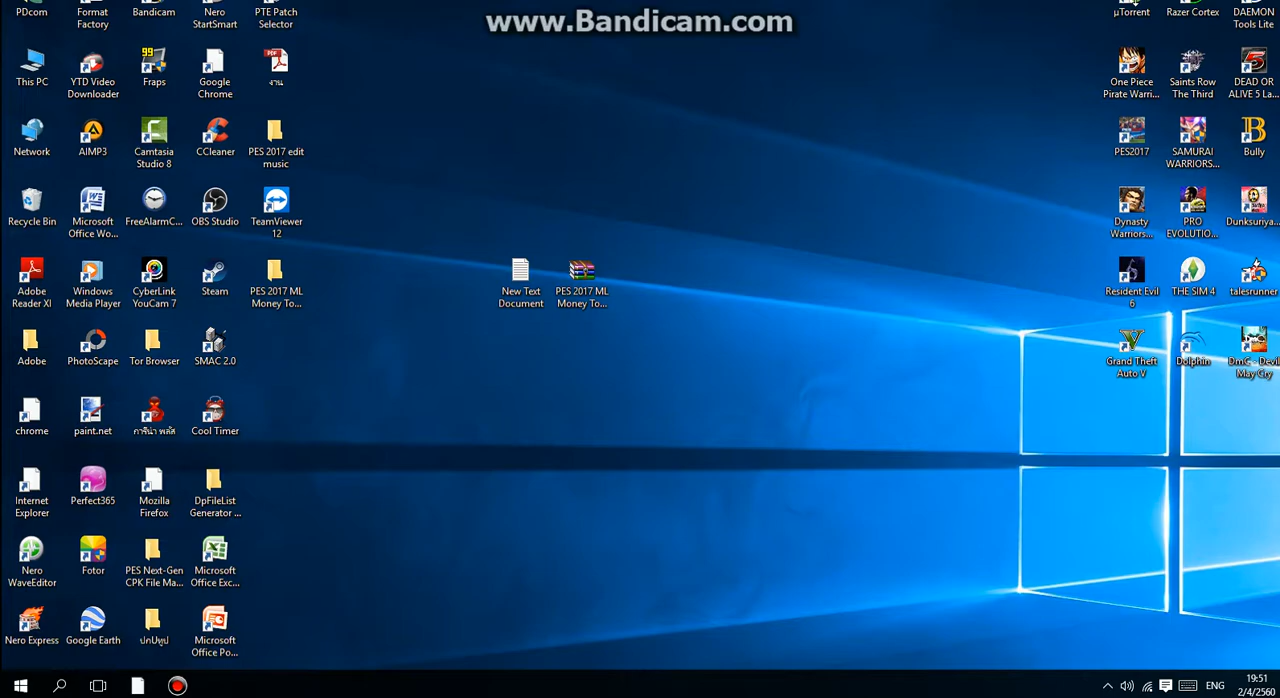 www.Bandicam.com
PDcom
Format
Factory
Bandicam
Nero
StartSmart
PTE Patch
Selector
µTorrent
Razer Cortex
DAEMON
Tools Lite
This PC
YTD Video
Downloader
99
Fraps
Google
Chrome
PDF
งาน
One Piece
Pirate Warri...
Saints Row
The Third
5
DEAD OR
ALIVE 5 La...
Network
AIMP3
Camtasia
Studio 8
CCleaner
PES 2017 edit
music
PES2017
SAMURAI
WARRIORS...
B
Bully
Recycle Bin
Microsoft
Office Wo...
FreeAlarmC...
OBS Studio
TeamViewer
12
Dynasty
Warriors...
PRO
EVOLUTIO...
Dunksuriya...
Adobe
Reader XI
Windows
Media Player
CyberLink
YouCam 7
Steam
PES 2017 ML
Money To...
New Text
Document
PES 2017 ML
Money To...
Resident Evil
6
THE SIM 4
talesrunner
Adobe
PhotoScape
Tor Browser
SMAC 2.0
Grand Theft
Auto V
Dolphin
DmC - Devil
May Cry
chrome
paint.net
การีนา พลัส
Cool Timer
Internet
Explorer
Perfect365
Mozilla
Firefox
DpFileList
Generator ...
Nero
WaveEditor
Fotor
PES Next-Gen
CPK File Ma...
Microsoft
Office Exc...
Nero Express
Google Earth
ปกUทูป
Microsoft
Office Po...
ENG
19:51
2/4/2560